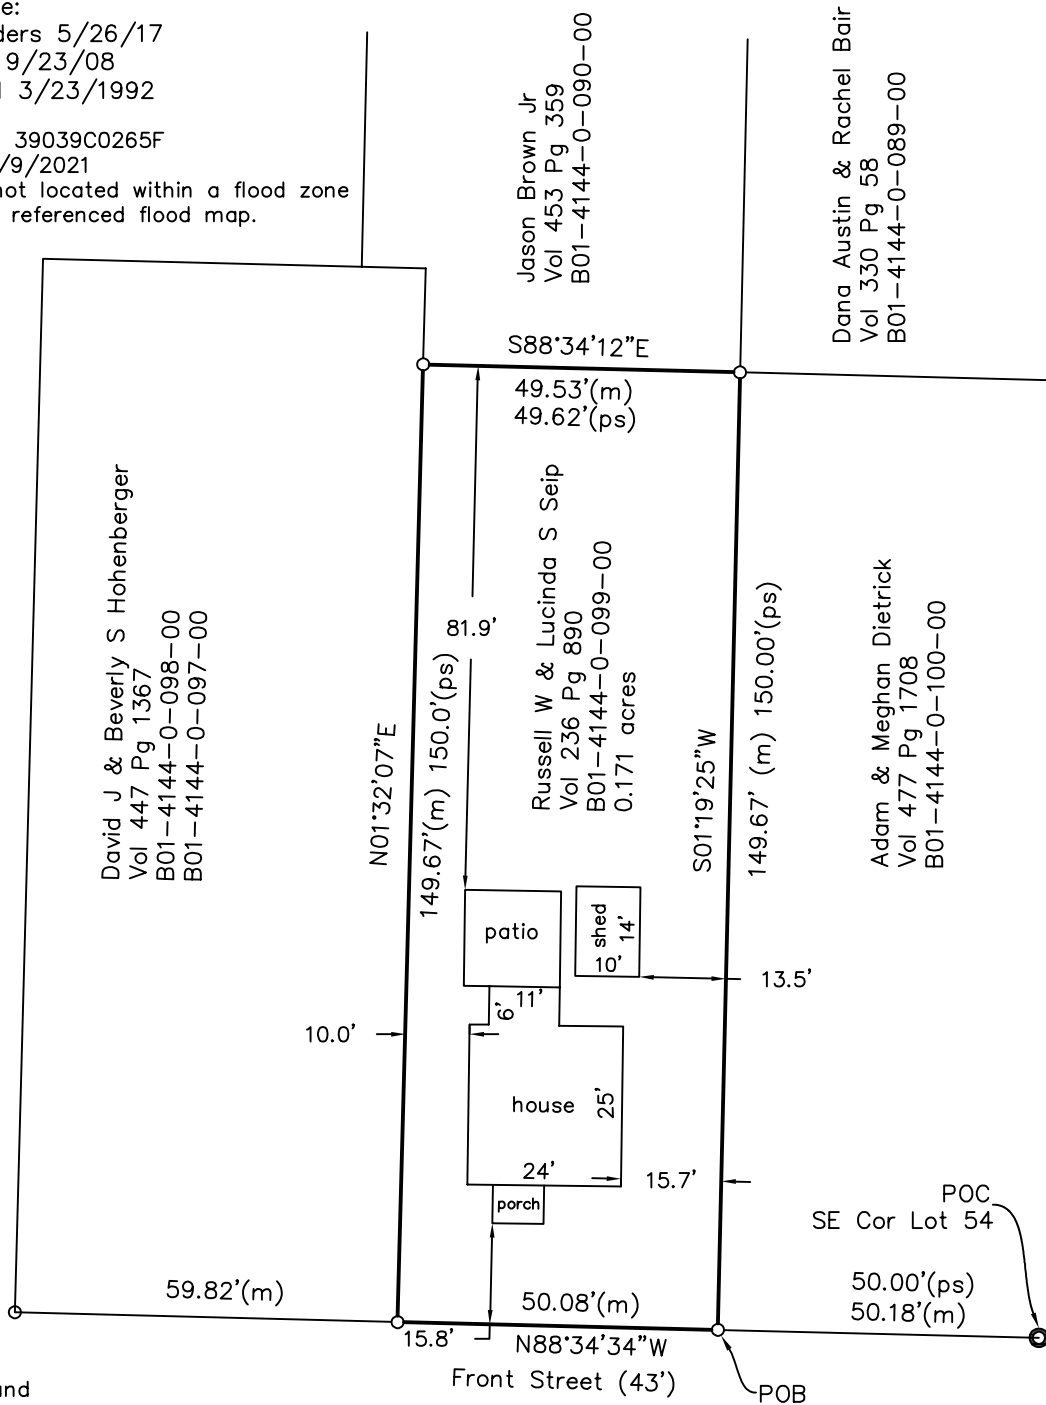 e:
ders 5/26/17
9/23/08
3/23/1992
39039C0265F
/9/2021
not located within a flood zone
referenced flood map.
Jason Brown Jr
Vol 453 Pg 359
B01-4144-0-090-00
Dana Austin & Rachel Bair
Vol 330 Pg 58
B01-4144-0-089-00
S88°34'12"E
49.53'(m)
49.62'(ps)
David J & Beverly S Hohenberger
Vol 447 Pg 1367
B01-4144-0-098-00
B01-4144-0-097-00
N01°32'07"E
149.67'(m) 150.0'(ps)
81.9'
Russell W & Lucinda S Seip
Vol 236 Pg 890
B01-4144-0-099-00
0.171 acres
S01°19'25"W
149.67' (m) 150.00'(ps)
Adam & Meghan Dietrick
Vol 477 Pg 1708
B01-4144-0-100-00
patio
shed
14'
10'
13.5'
11'
6'
10.0'
house
25'
24'
15.7'
porch
POC
SE Cor Lot 54
59.82'(m)
50.08'(m)
50.00'(ps)
50.18'(m)
15.8'
N88°34'34"W
Front Street (43')
POB
and